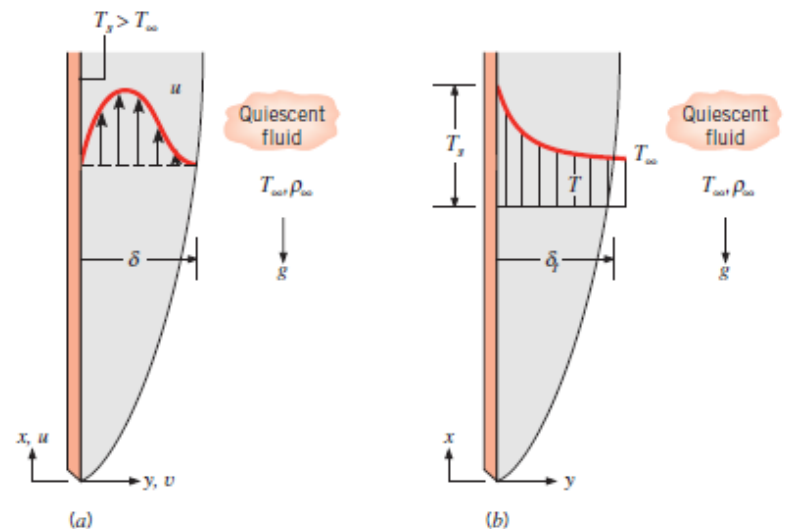 Tₛ > T∞
u
Quiescent
fluid
T∞, ρ∞
g
δ
x, u
y, v
(a)
Tₛ
T
T∞
Quiescent
fluid
T∞, ρ∞
g
δₜ
x
y
(b)